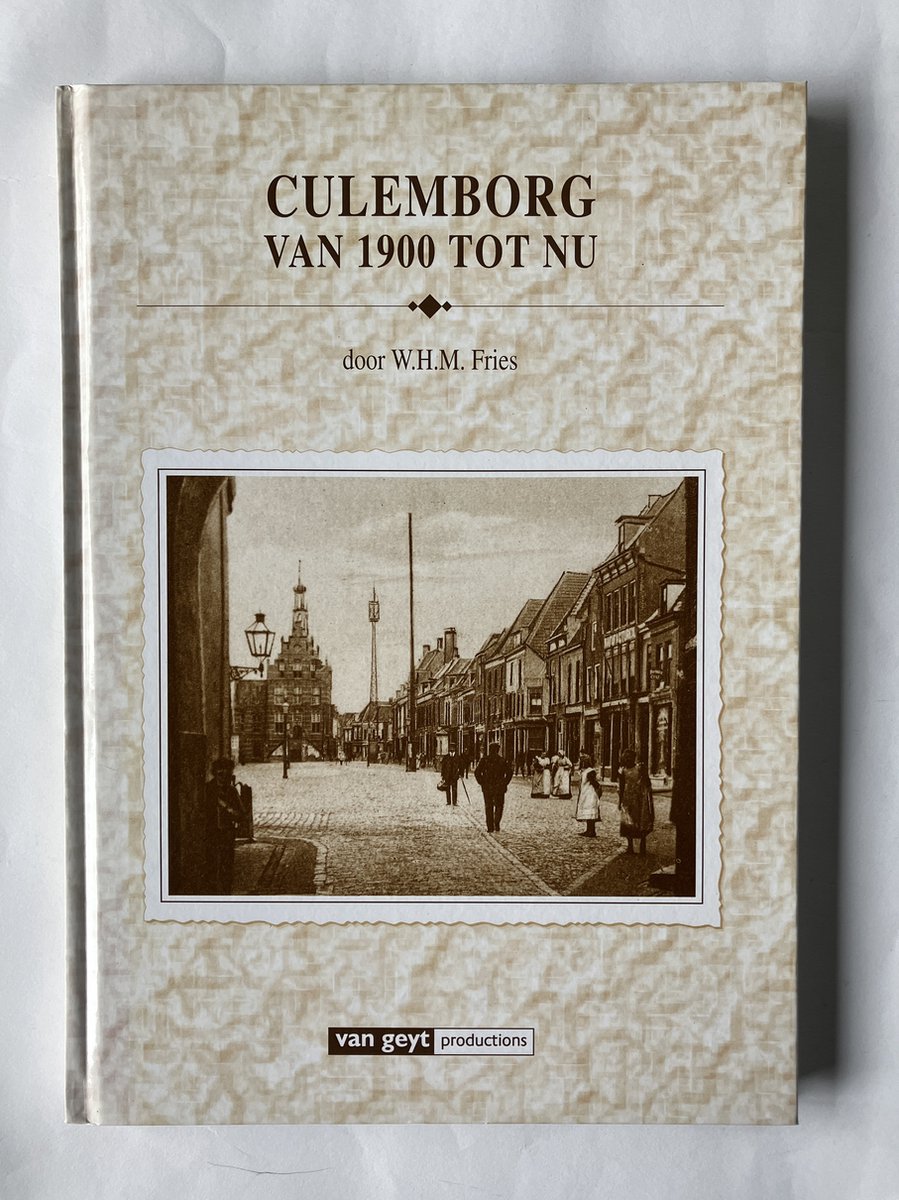 CULEMBORG
VAN 1900 TOT NU
door W.H.M. Fries
van geyt productions